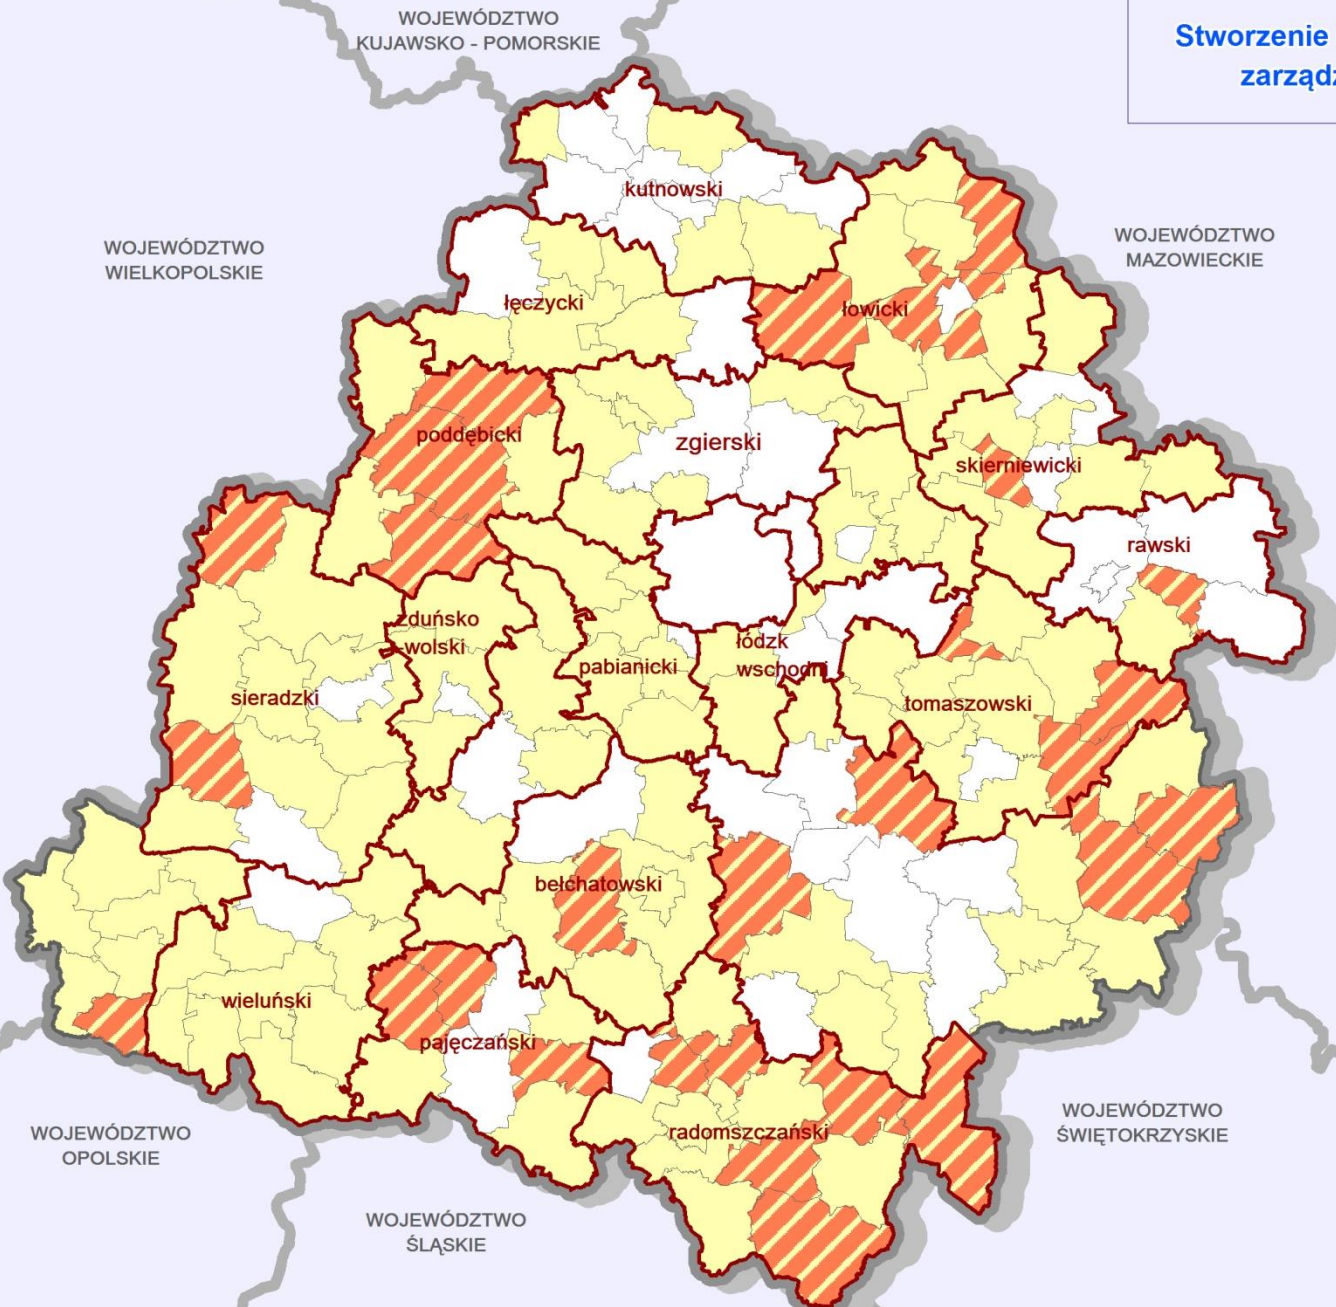 WOJEWÓDZTWO
KUJAWSKO - POMORSKIE
Stworzenie
zarządz
kutnowski
WOJEWÓDZTWO
WIELKOPOLSKIE
WOJEWÓDZTWO
MAZOWIECKIE
łęczycki
łowicki
poddębicki
zgierski
skierniewicki
rawski
zduńsko
-wolski
łódzk
wschodni
pabianicki
sieradzki
tomaszowski
bełchatowski
wieluński
pajęczański
radomszczański
WOJEWÓDZTWO
OPOLSKIE
WOJEWÓDZTWO
ŚWIĘTOKRZYSKIE
WOJEWÓDZTWO
ŚLĄSKIE